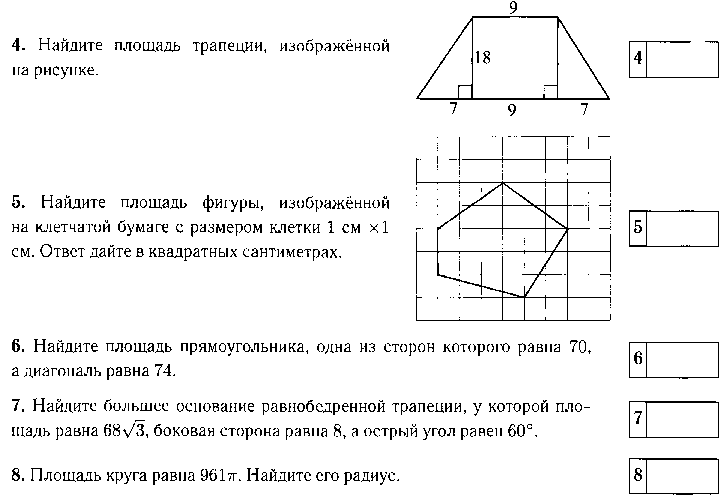 4. Найдите площадь трапеции, изображённой
на рисунке.
9
18
7 9 7
4
5. Найдите площадь фигуры, изображённой
на клетчатой бумаге с размером клетки 1 см ×1
см. Ответ дайте в квадратных сантиметрах.
5
6. Найдите площадь прямоугольника, одна из сторон которого равна 70,
а диагональ равна 74.
6
7. Найдите большее основание равнобедренной трапеции, у которой пло-
щадь равна 68√3, боковая сторона равна 8, а острый угол равен 60°.
7
8. Площадь круга равна 961π. Найдите его радиус.
8